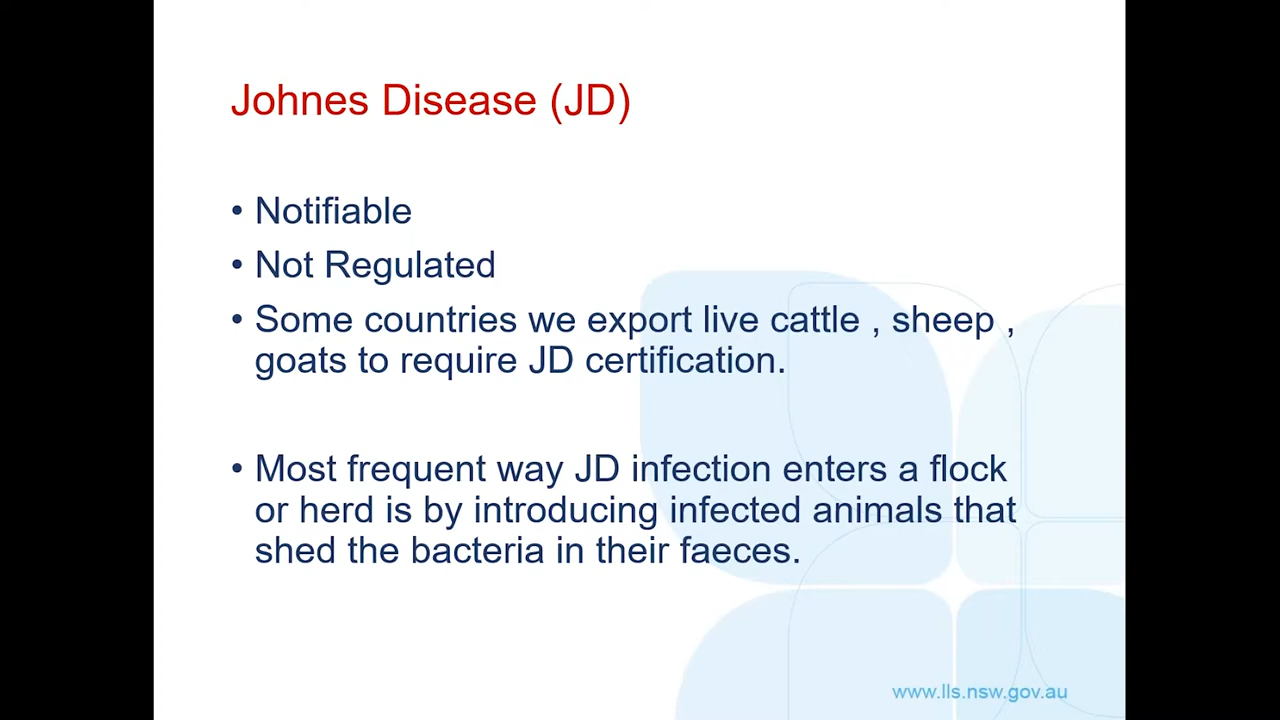 Johnes Disease (JD)
• Notifiable
• Not Regulated
• Some countries we export live cattle , sheep ,
goats to require JD certification.
• Most frequent way JD infection enters a flock
or herd is by introducing infected animals that
shed the bacteria in their faeces.
www.lls.nsw.gov.au